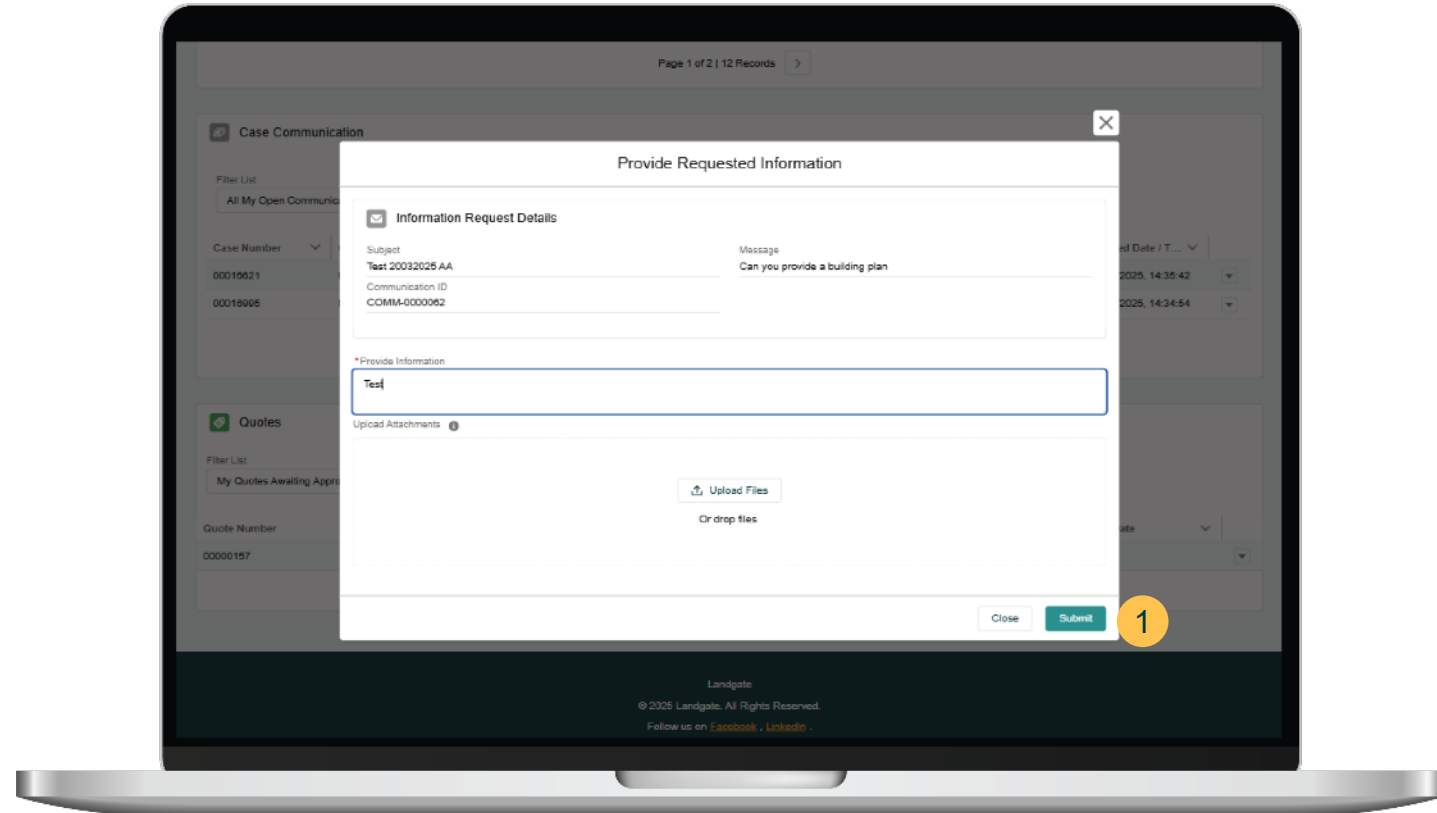 Page 1 of 2 | 12 Records
Case Communication
Provide Requested Information
Filter List
All My Open Communic
Information Request Details
Case Number
ed Date / T...
Subject
Message
Test 20032025 AA
Can you provide a building plan
00016621
2025, 14:35:42
Communication ID
COMM-0000062
2025, 14:34:54
*Provide Information
Test
Quotes
Upload Attachments
Filter List
My Quotes Awaiting Appro
Upload Files
Or drop files
Quote Number
ate
00000157
Close
Submit
1
Landgate
© 2025 Landgate. All Rights Reserved.
Follow us on Facebook , LinkedIn .